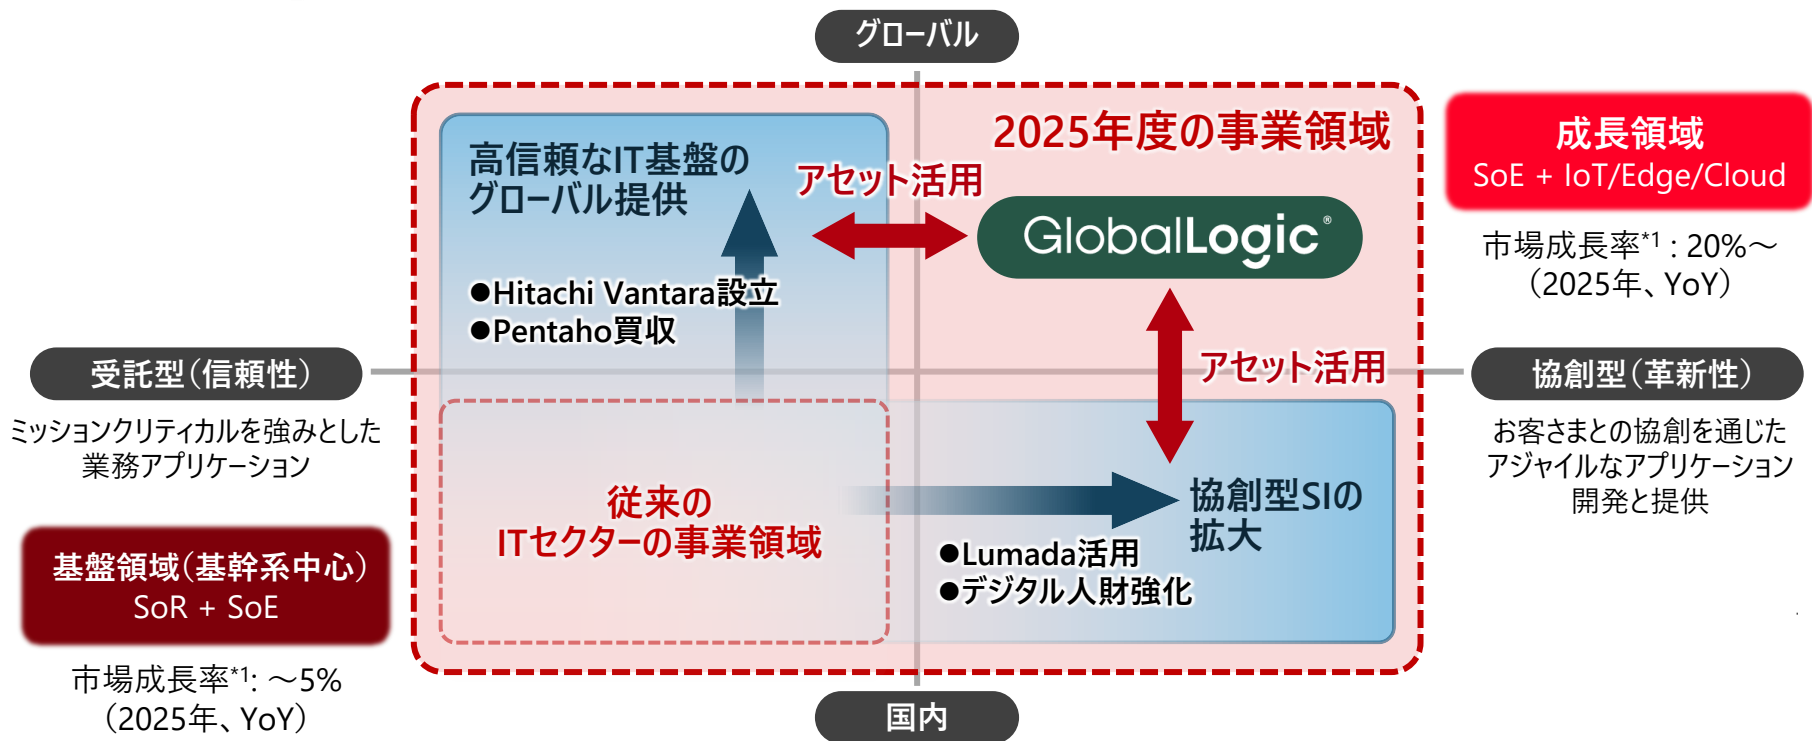 グローバル
2025年度の事業領域
高信頼なIT基盤の
グローバル提供
アセット活用
GlobalLogic®
●Hitachi Vantara設立
●Pentaho買収
成長領域
SoE + IoT/Edge/Cloud
市場成長率*1 : 20%～
（2025年、YoY）
受託型（信頼性）
ミッションクリティカルを強みとした
業務アプリケーション
アセット活用
協創型（革新性）
お客さまとの協創を通じた
アジャイルなアプリケーション
開発と提供
従来の
ITセクターの事業領域
協創型SIの
拡大
●Lumada活用
●デジタル人財強化
基盤領域（基幹系中心）
SoR + SoE
市場成長率*1: ～5%
（2025年、YoY）
国内